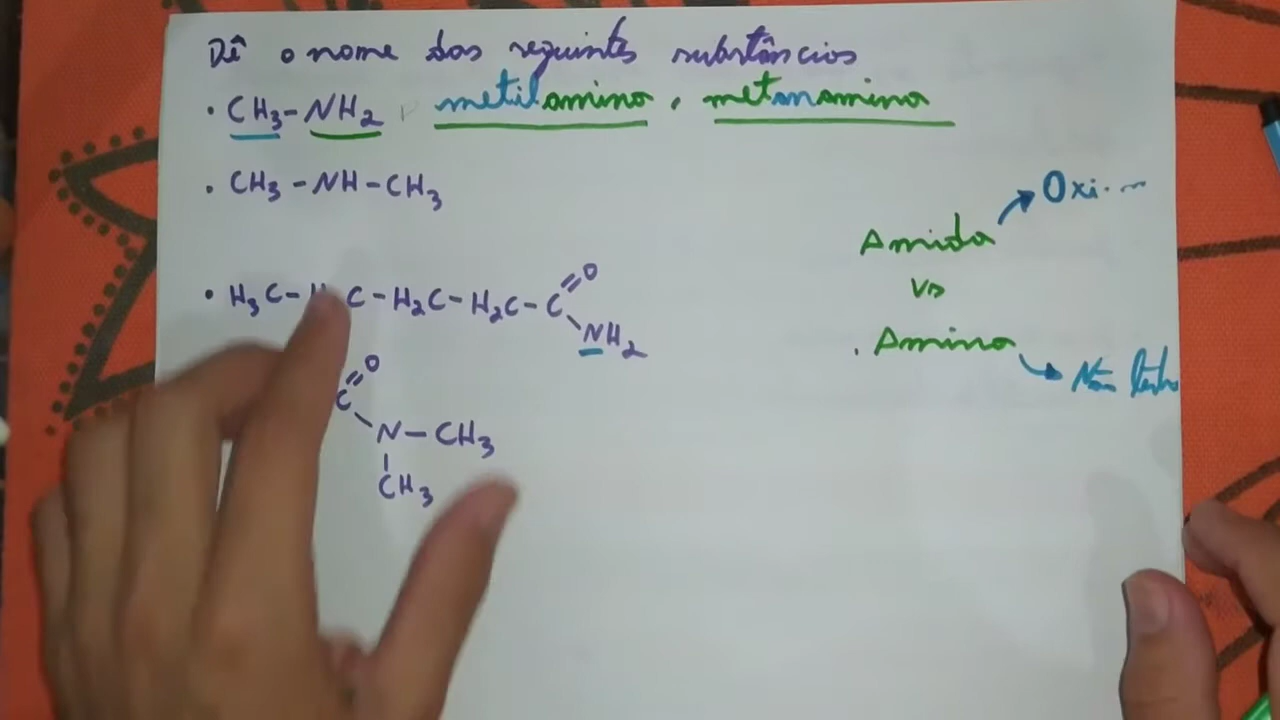 Dê o nome das seguintes substâncias
• CH3-NH2 metilamina, metanamina
• CH3-NH-CH3
Oxi...
Amida
vs
• H3C- C-H2C-H2C-C=O
NH2
. Amina
Não
C=O
N-CH3
CH3